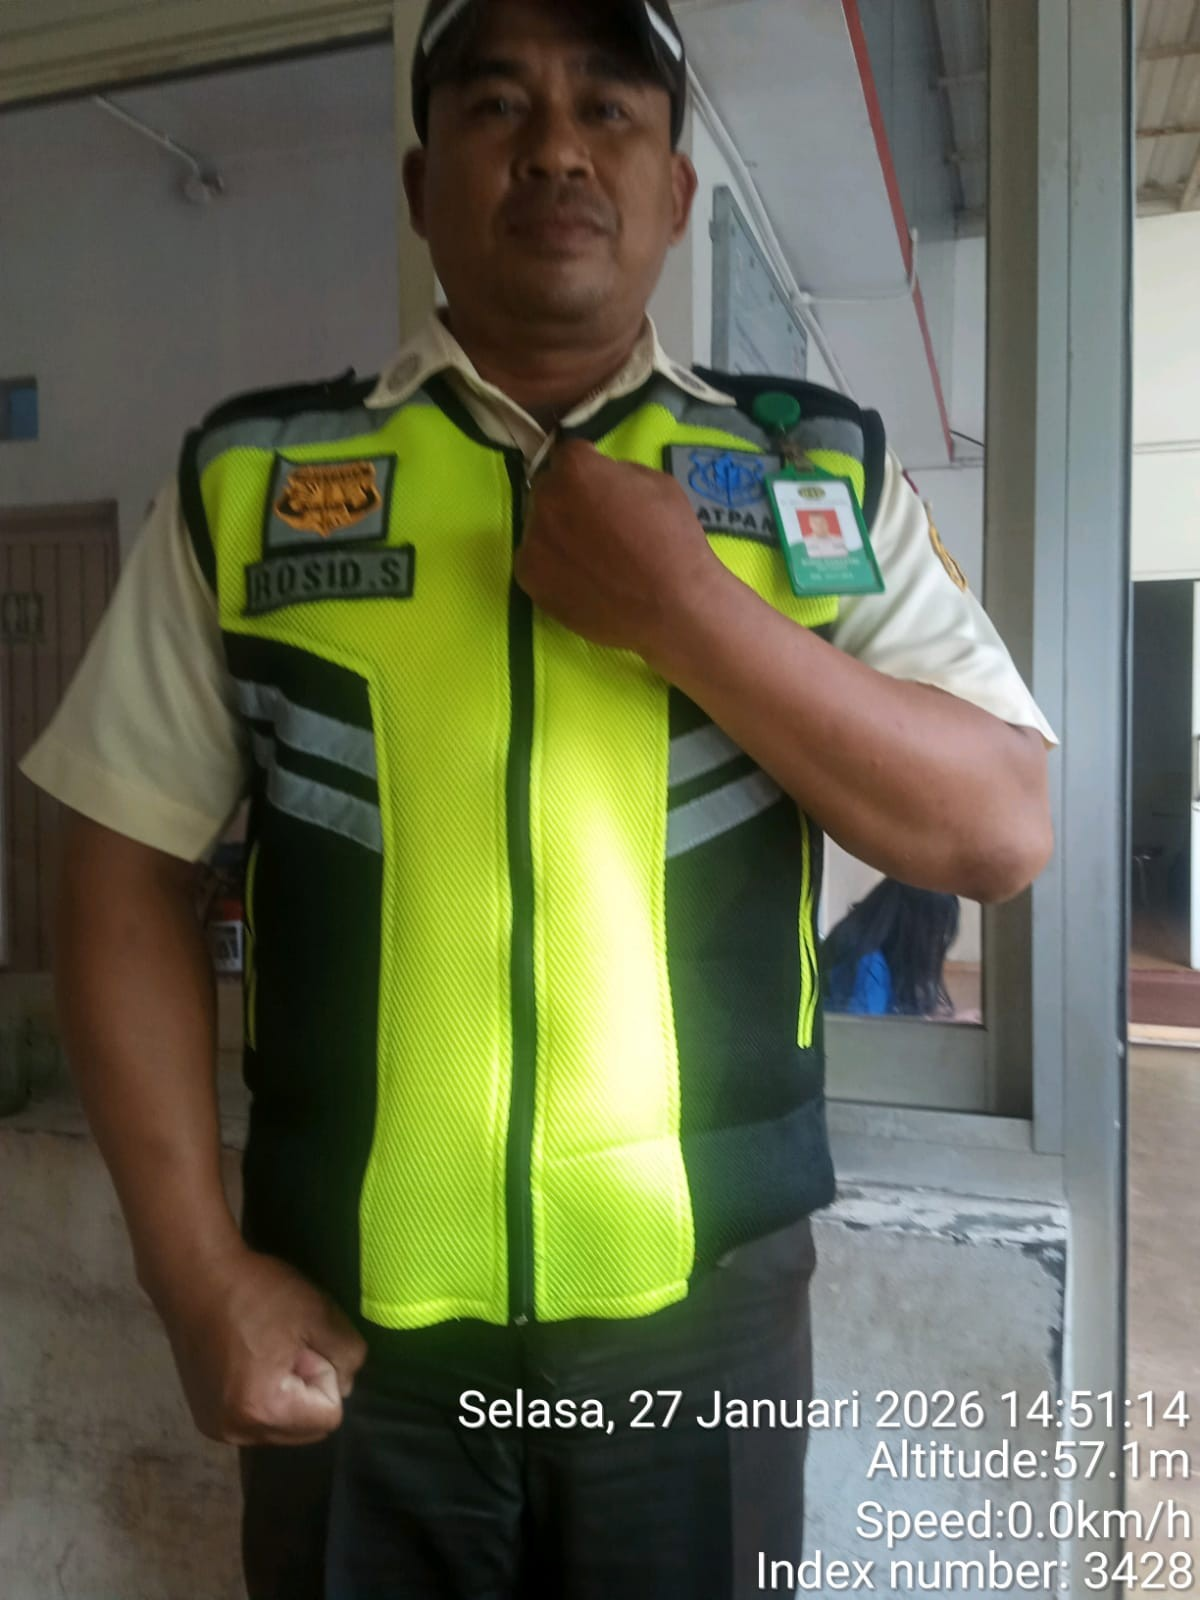 ROSID.S
ATPAM
Selasa, 27 Januari 2026 14:51:14
Altitude:57.1m
Speed:0.0km/h
Index number: 3428